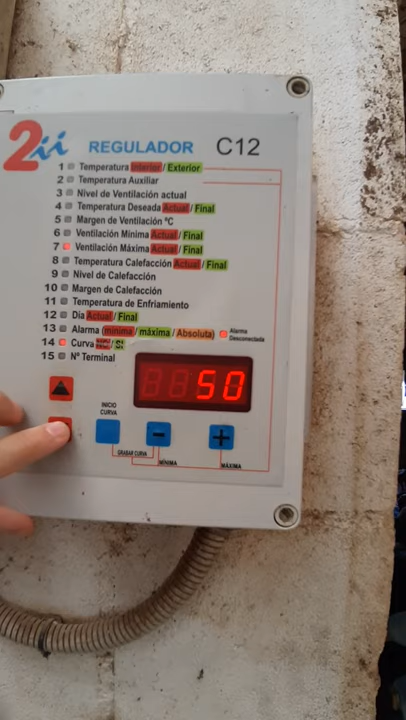 2ii REGULADOR C12
1 Temperatura Interior / Exterior
2 Temperatura Auxiliar
3 Nivel de Ventilación actual
4 Temperatura Deseada Actual / Final
5 Margen de Ventilación ºC
6 Ventilación Mínima Actual / Final
7 Ventilación Máxima Actual / Final
8 Temperatura Calefacción Actual / Final
9 Nivel de Calefacción
10 Margen de Calefacción
11 Temperatura de Enfriamiento
12 Día Actual / Final
13 Alarma (mínima / máxima / Absoluta) Alarma Desconectada
14 Curva
15 Nº Terminal
50
INICIO
CURVA
- +
GRABAR CURVA
MÍNIMA
MÁXIMA